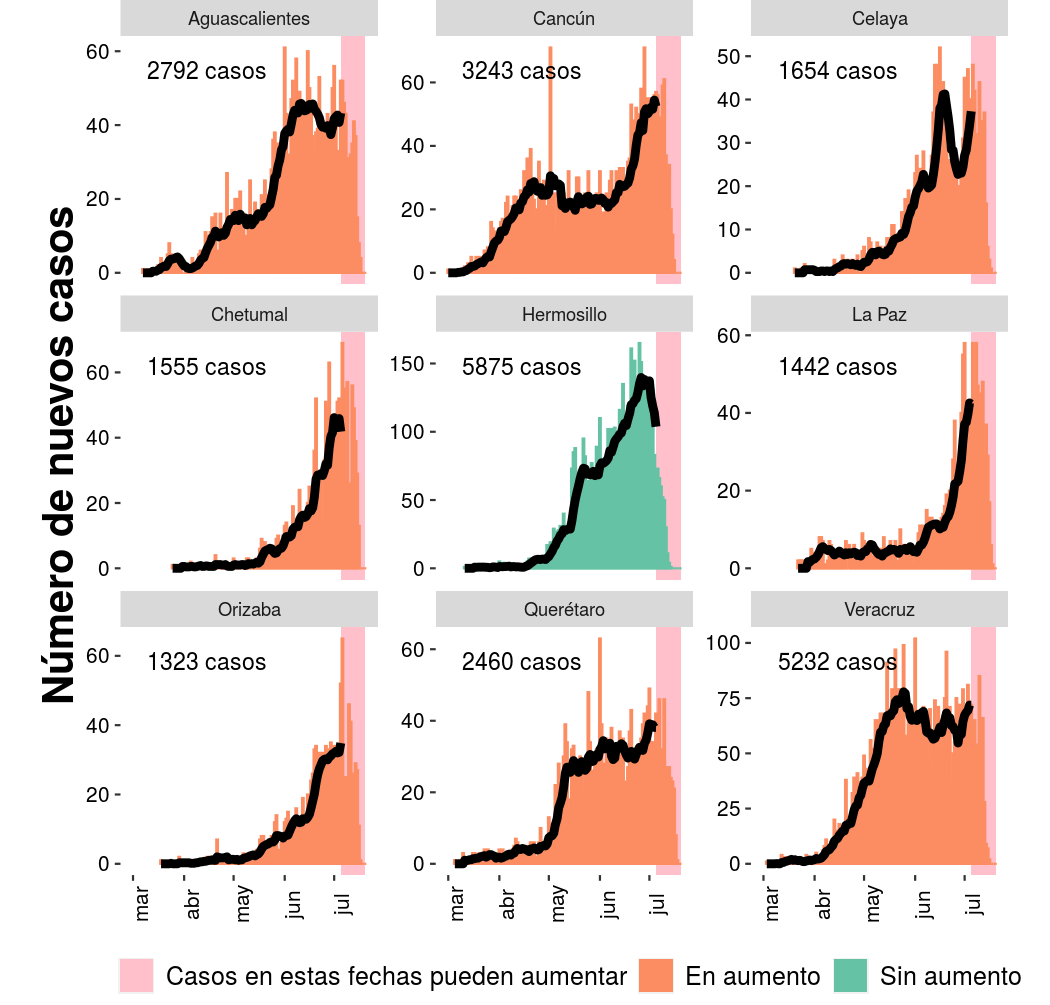 Aguascalientes Cancún Celaya
60 60 50
2792 casos 3243 casos 1654 casos
40 40 40
30
20 20 20
10
0 0 0
Chetumal Hermosillo La Paz
60 150 60
1555 casos 5875 casos 1442 casos
40 100 40
20 50 20
0 0 0
Orizaba Querétaro Veracruz
60 60 100
1323 casos 2460 casos 5232 casos
40 40 75
50
20 20 25
0 0 0
mar abr may jun jul mar abr may jun jul mar abr may jun jul
Número de nuevos casos
Casos en estas fechas pueden aumentar En aumento Sin aumento